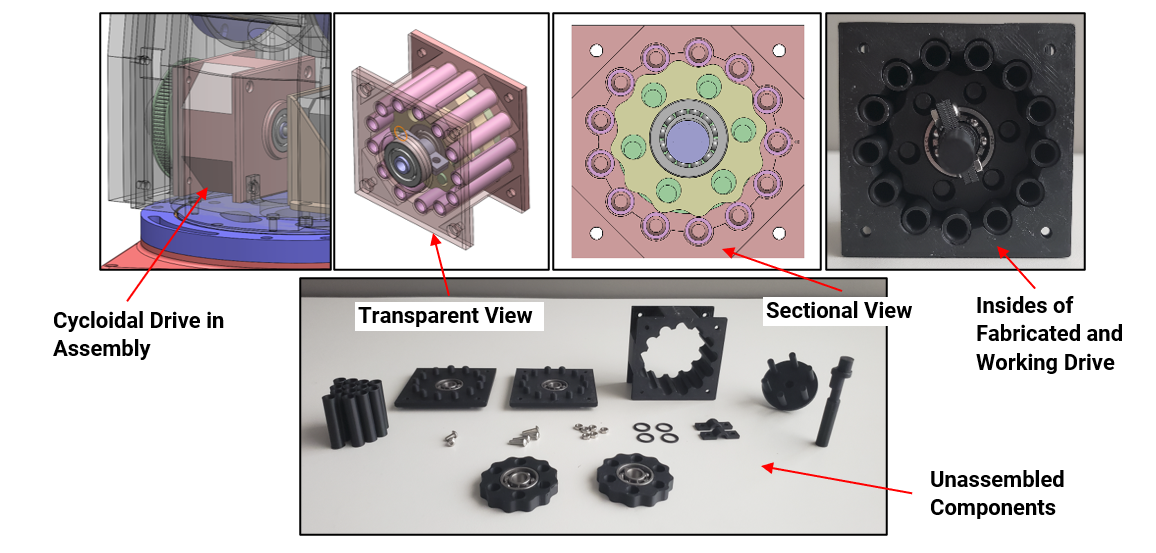 Cycloidal Drive in
Assembly
Transparent View
Sectional View
Insides of
Fabricated and
Working Drive
Unassembled
Components